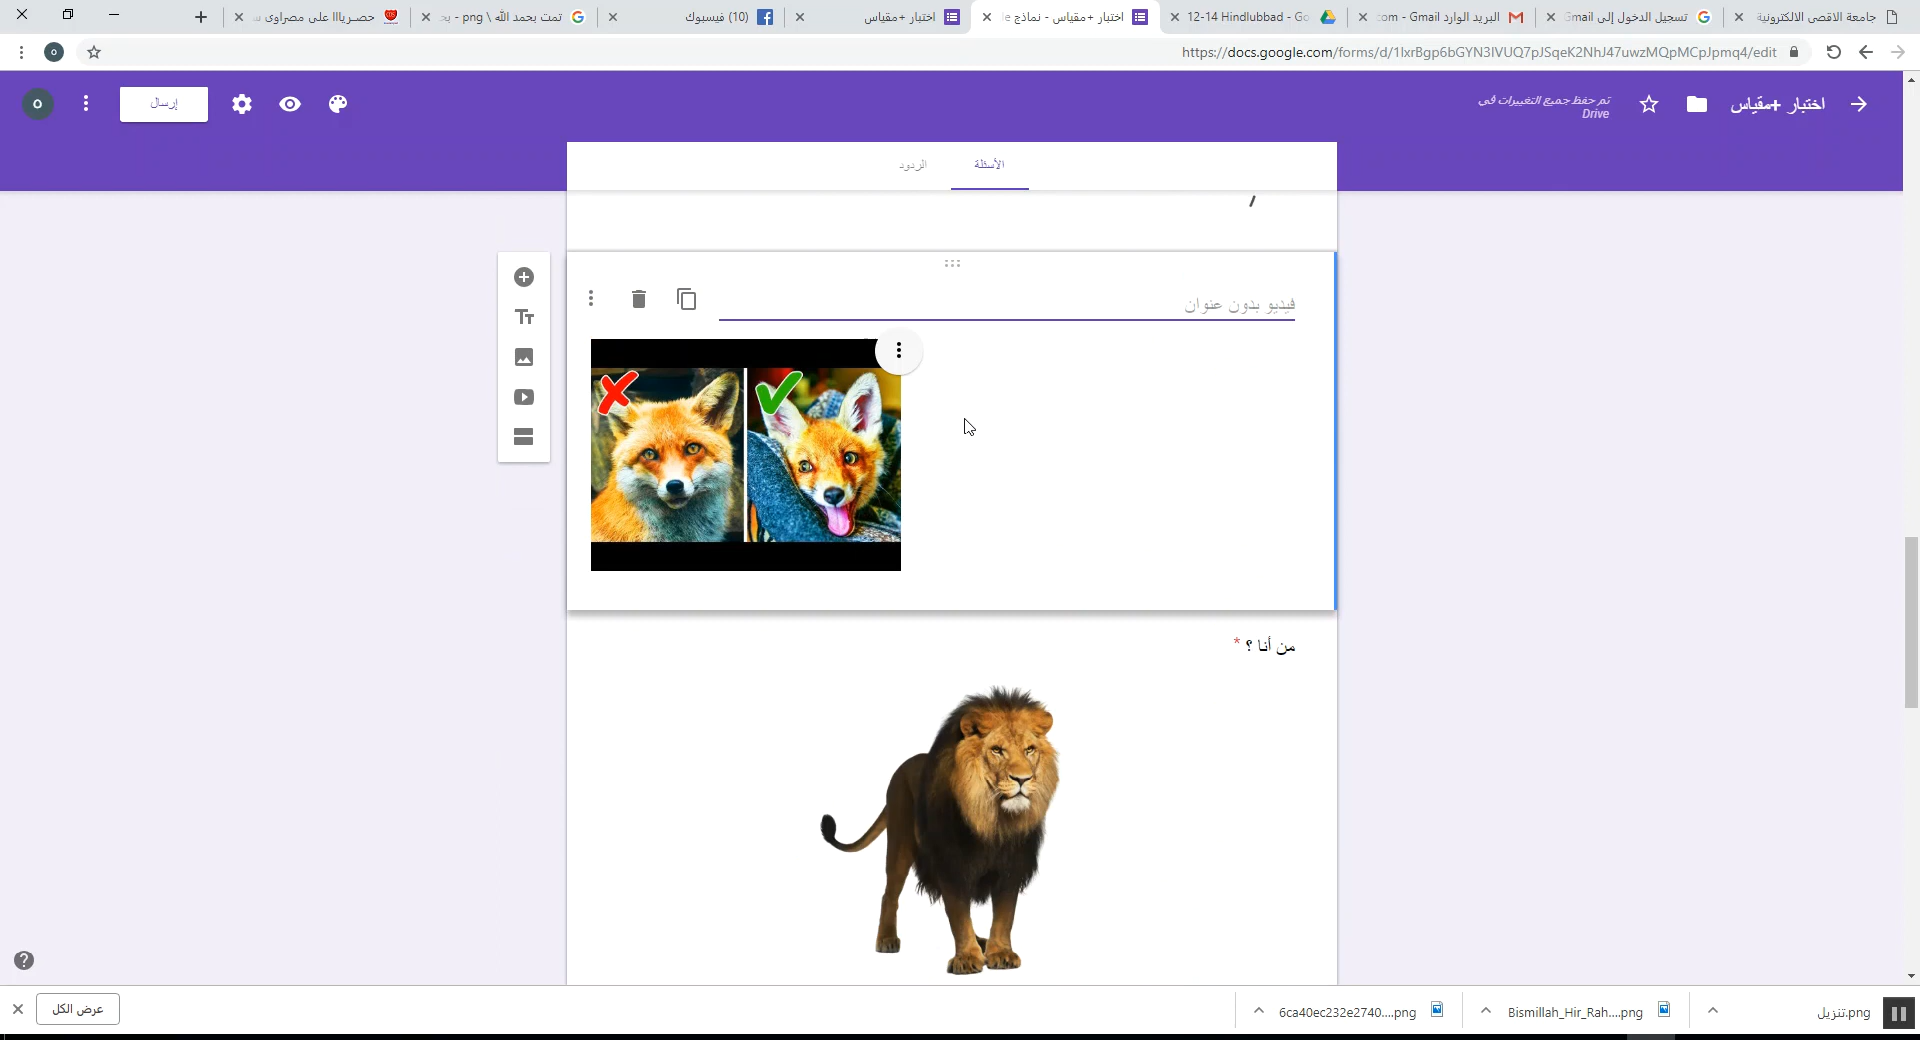 جامعة الاقصى الالكترونية
تسجيل الدخول إلى Gmail
البريد الوارد com - Gmail
12-14 Hindlubbad - Go
اختبار +مقياس - نماذج
اختبار +مقياس
(10) فيسبوك
تمت بحمد الله \ png - بح
حصــريااا على مصراوى
https://docs.google.com/forms/d/1lxrBgp6bGYN3IVUQ7pJSqeK2NhJ47uwzMQpMCpJpmq4/edit
اختبار +مقياس
تم حفظ جميع التغييرات في
Drive
إرسال
o
o
الأسئلة
الردود
فيديو بدون عنوان
من أنا ؟ *
تنزيل.png
Bismillah_Hir_Rah....png
6ca40ec232e2740....png
عرض الكل